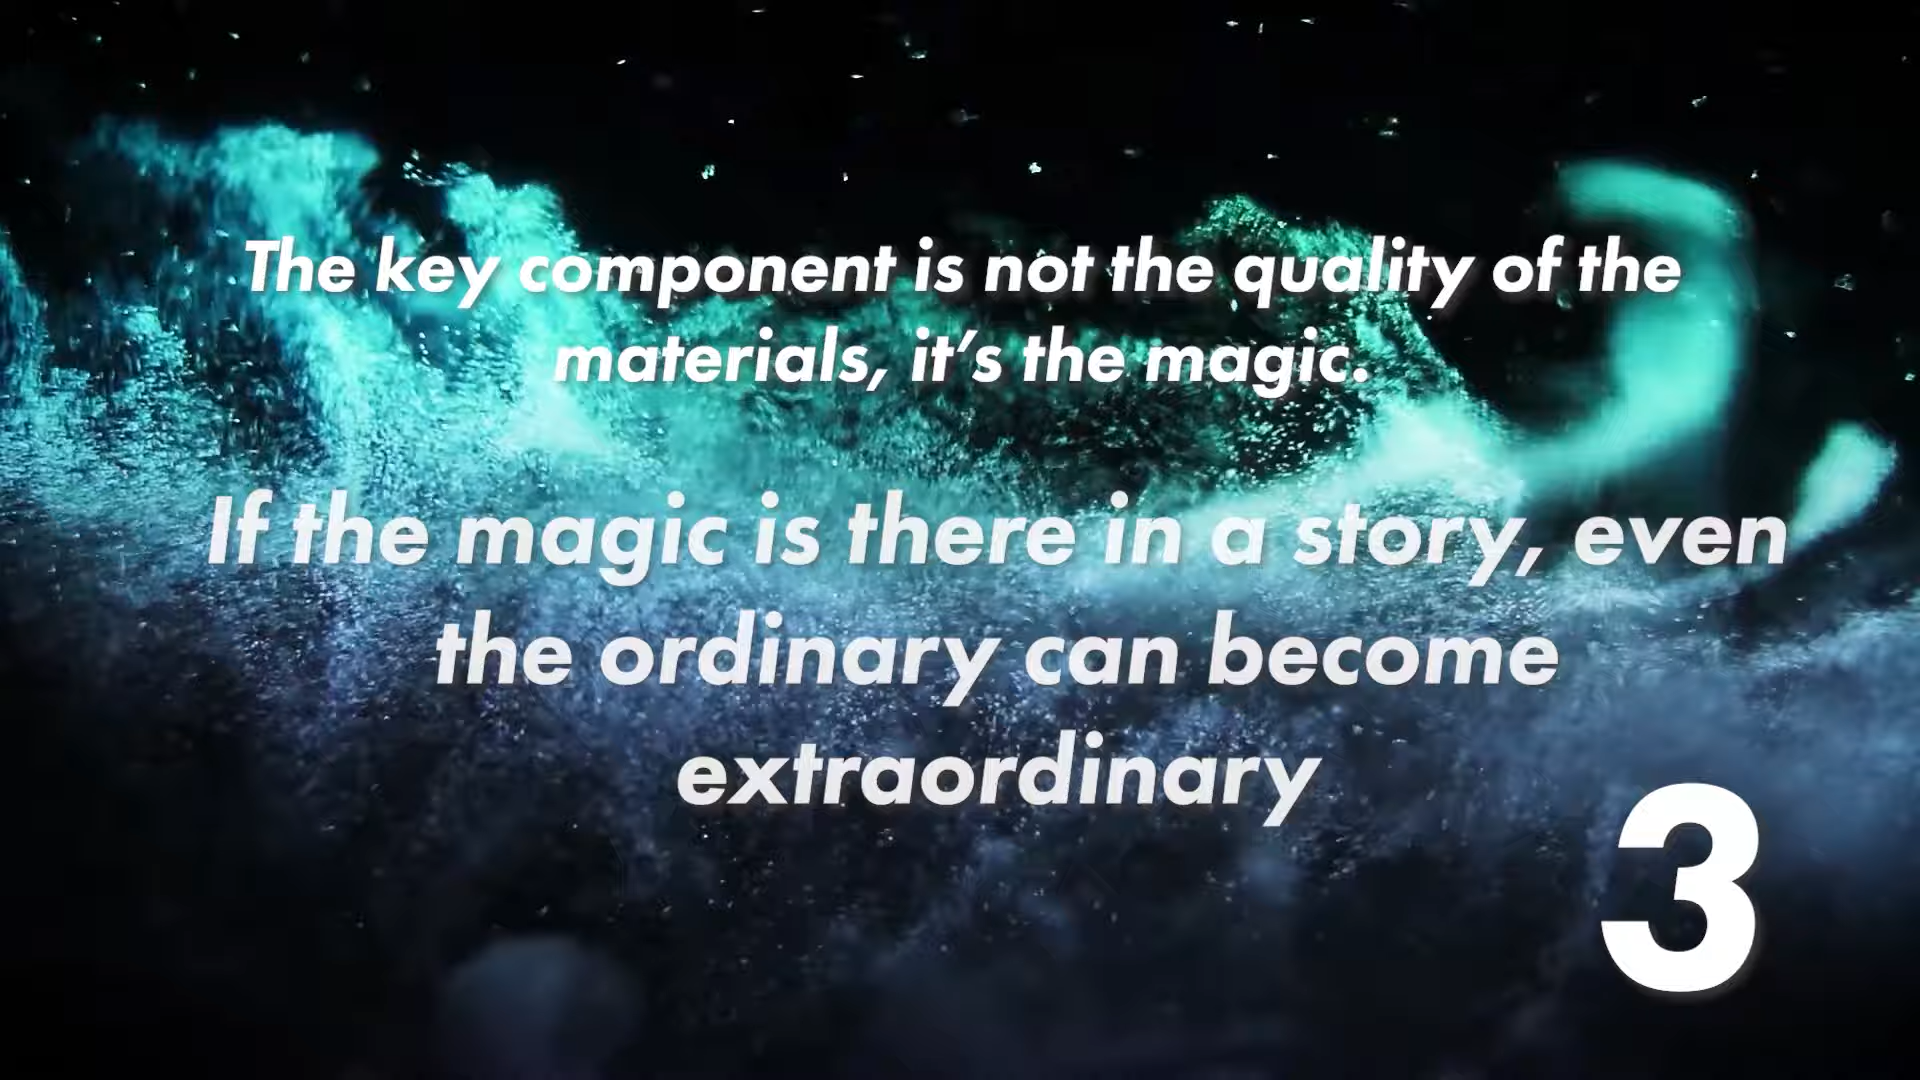 The key component is not the quality of the
materials, it’s the magic.
If the magic is there in a story, even
the ordinary can become
extraordinary
3